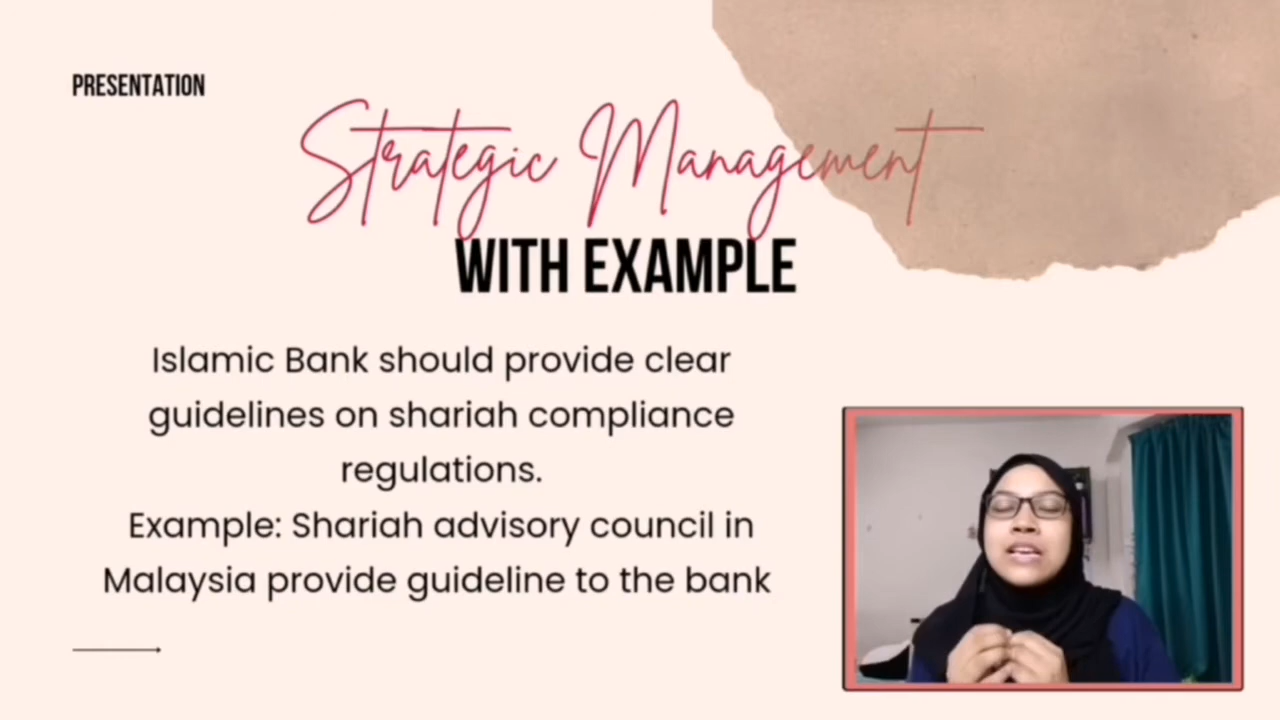 PRESENTATION
Strategic Management
WITH EXAMPLE
Islamic Bank should provide clear
guidelines on shariah compliance
regulations.
Example: Shariah advisory council in
Malaysia provide guideline to the bank